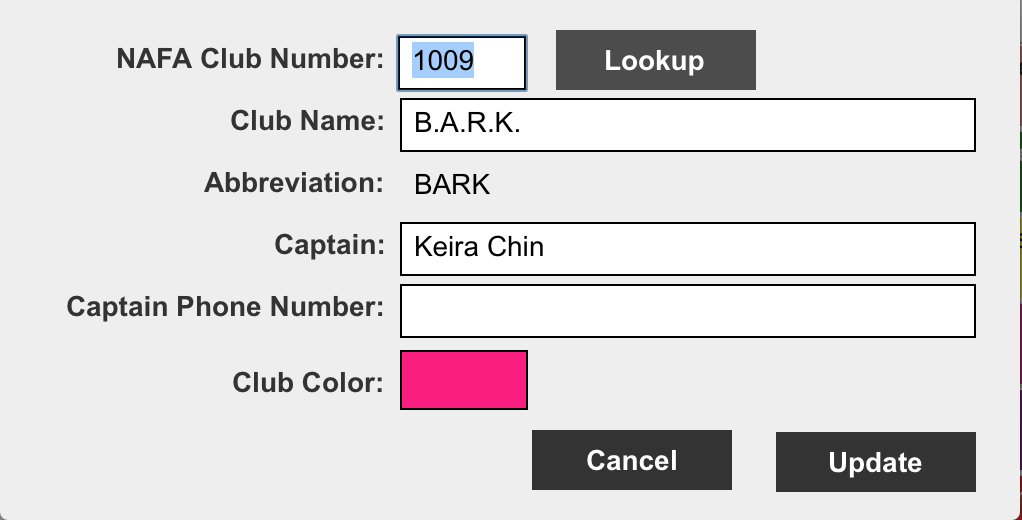 NAFA Club Number: 1009 Lookup
Club Name: B.A.R.K.
Abbreviation: BARK
Captain: Keira Chin
Captain Phone Number:
Club Color:
Cancel Update